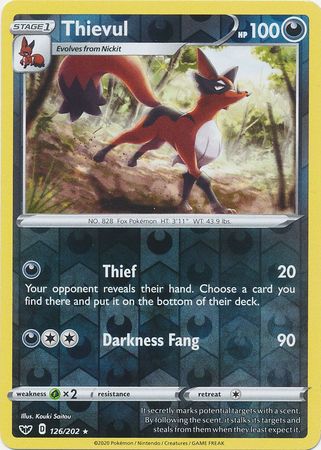 STAGE 1 Thievul HP 100
Evolves from Nickit
NO. 828 Fox Pokémon HT: 3'11" WT: 43.9 lbs.
Thief 20
Your opponent reveals their hand. Choose a card you
find there and put it on the bottom of their deck.
Darkness Fang 90
weakness ×2 resistance retreat
Illus. Kouki Saitou
126/202 ★
It secretly marks potential targets with a scent.
By following the scent, it stalks its targets and
steals from them when they least expect it.
©2020 Pokémon / Nintendo / Creatures / GAME FREAK